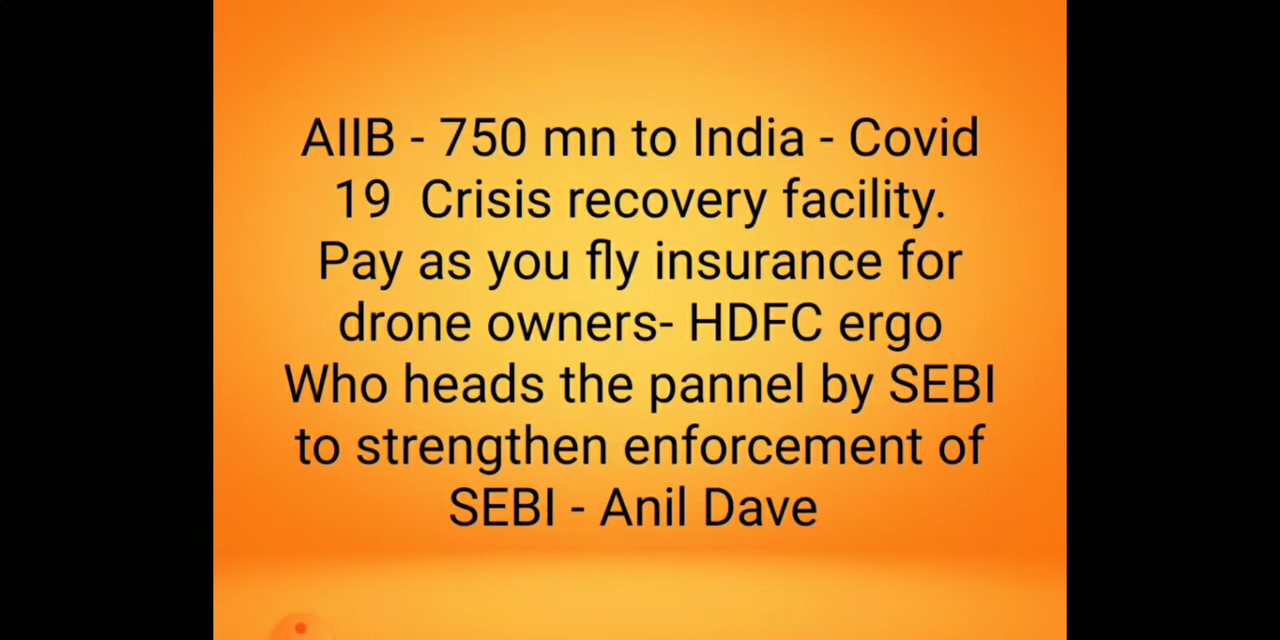 AIIB - 750 mn to India - Covid
19  Crisis recovery facility.
Pay as you fly insurance for
drone owners- HDFC ergo
Who heads the pannel by SEBI
to strengthen enforcement of
SEBI - Anil Dave